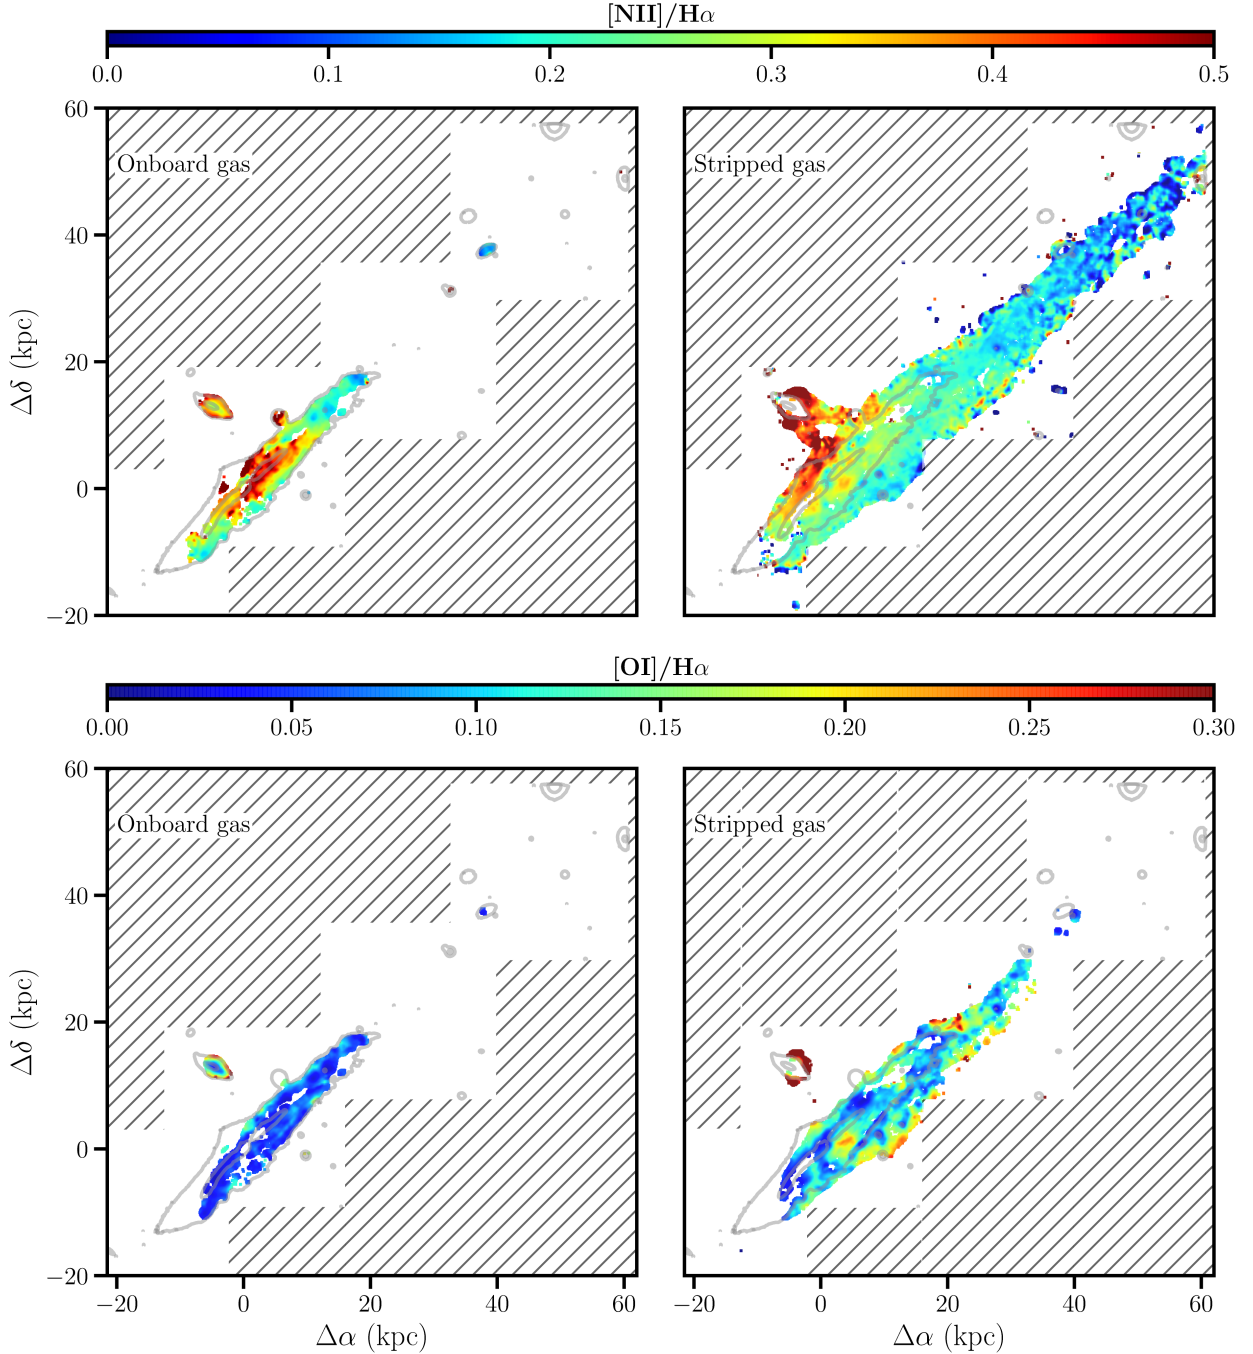 [NII]/Hα
0.0 0.1 0.2 0.3 0.4 0.5
60
Onboard gas Stripped gas
40
Δδ (kpc)
20
0
−20
[OI]/Hα
0.00 0.05 0.10 0.15 0.20 0.25 0.30
60
Onboard gas Stripped gas
40
Δδ (kpc)
20
0
−20
−20 0 20 40 60 −20 0 20 40 60
Δα (kpc) Δα (kpc)